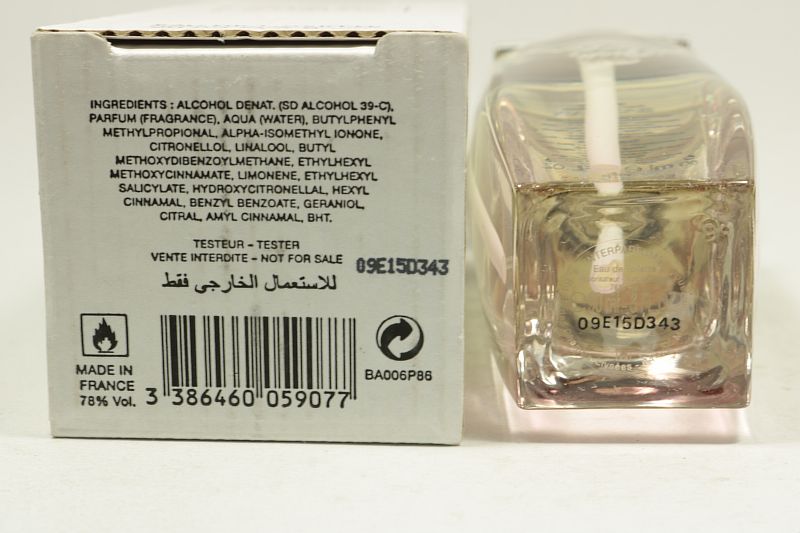 INGREDIENTS : ALCOHOL DENAT. (SD ALCOHOL 39-C),
PARFUM (FRAGRANCE), AQUA (WATER), BUTYLPHENYL
METHYLPROPIONAL, ALPHA-ISOMETHYL IONONE,
CITRONELLOL, LINALOOL, BUTYL
METHOXYDIBENZOYLMETHANE, ETHYLHEXYL
METHOXYCINNAMATE, LIMONENE, ETHYLHEXYL
SALICYLATE, HYDROXYCITRONELLAL, HEXYL
CINNAMAL, BENZYL BENZOATE, GERANIOL,
CITRAL, AMYL CINNAMAL, BHT.
TESTEUR - TESTER
VENTE INTERDITE - NOT FOR SALE
09E15D343
للاستعمال الخارجى فقط
MADE IN
FRANCE
78% Vol.
3 386460 059077
BA006P86
Eau de
09E15D343